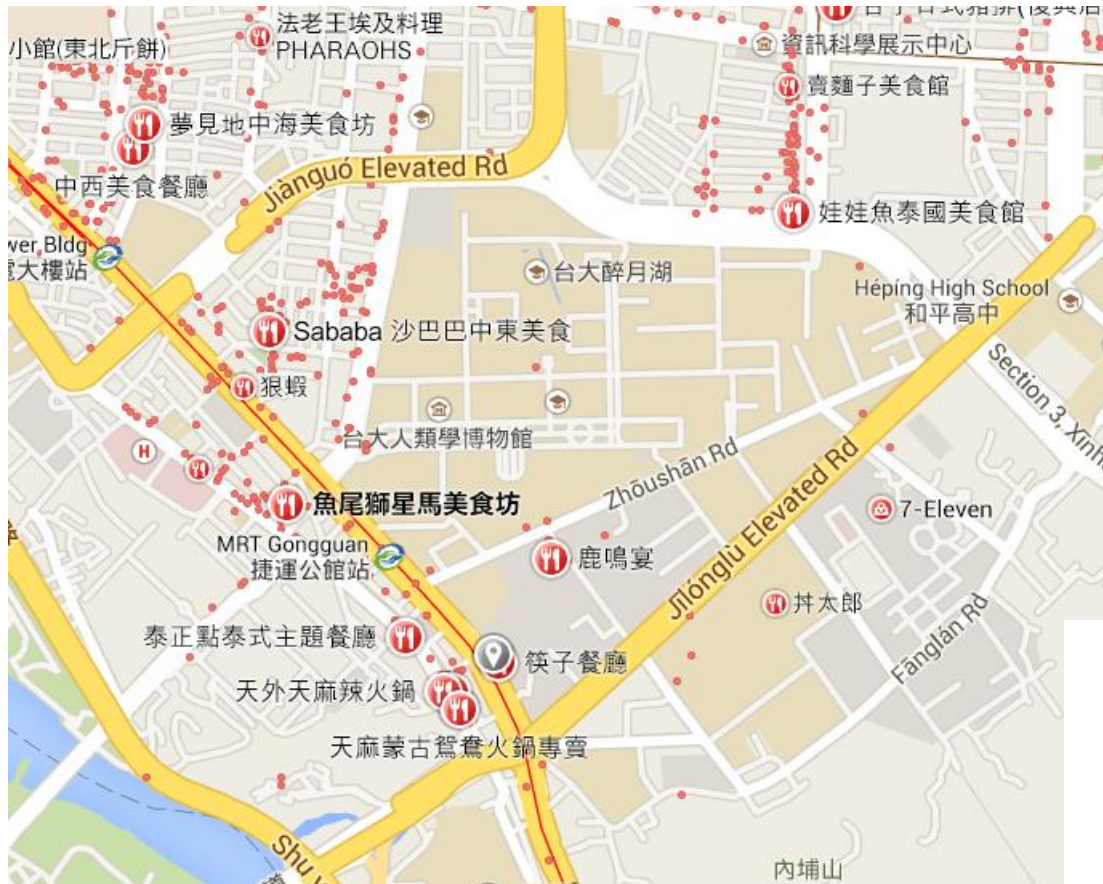 法老王埃及料理
PHARAOHS
小館(東北斤餅)
資訊科學展示中心
賣麵子美食館
夢見地中海美食坊
中西美食餐廳
Jiànguó Elevated Rd
娃娃魚泰國美食館
wer Bldg
電大樓站
台大醉月湖
Hépíng High School
和平高中
Sababa 沙巴巴中東美食
狠蝦
Section 3, Xinh
台大人類學博物館
H
Zhōushān Rd
魚尾獅星馬美食坊
7-Eleven
MRT Gongguan
捷運公館站
鹿鳴宴
Jīlónglù Elevated Rd
丼太郎
泰正點泰式主題餐廳
筷子餐廳
Fānglán Rd
天外天麻辣火鍋
天麻蒙古鴛鴦火鍋專賣
Shu
內埔山